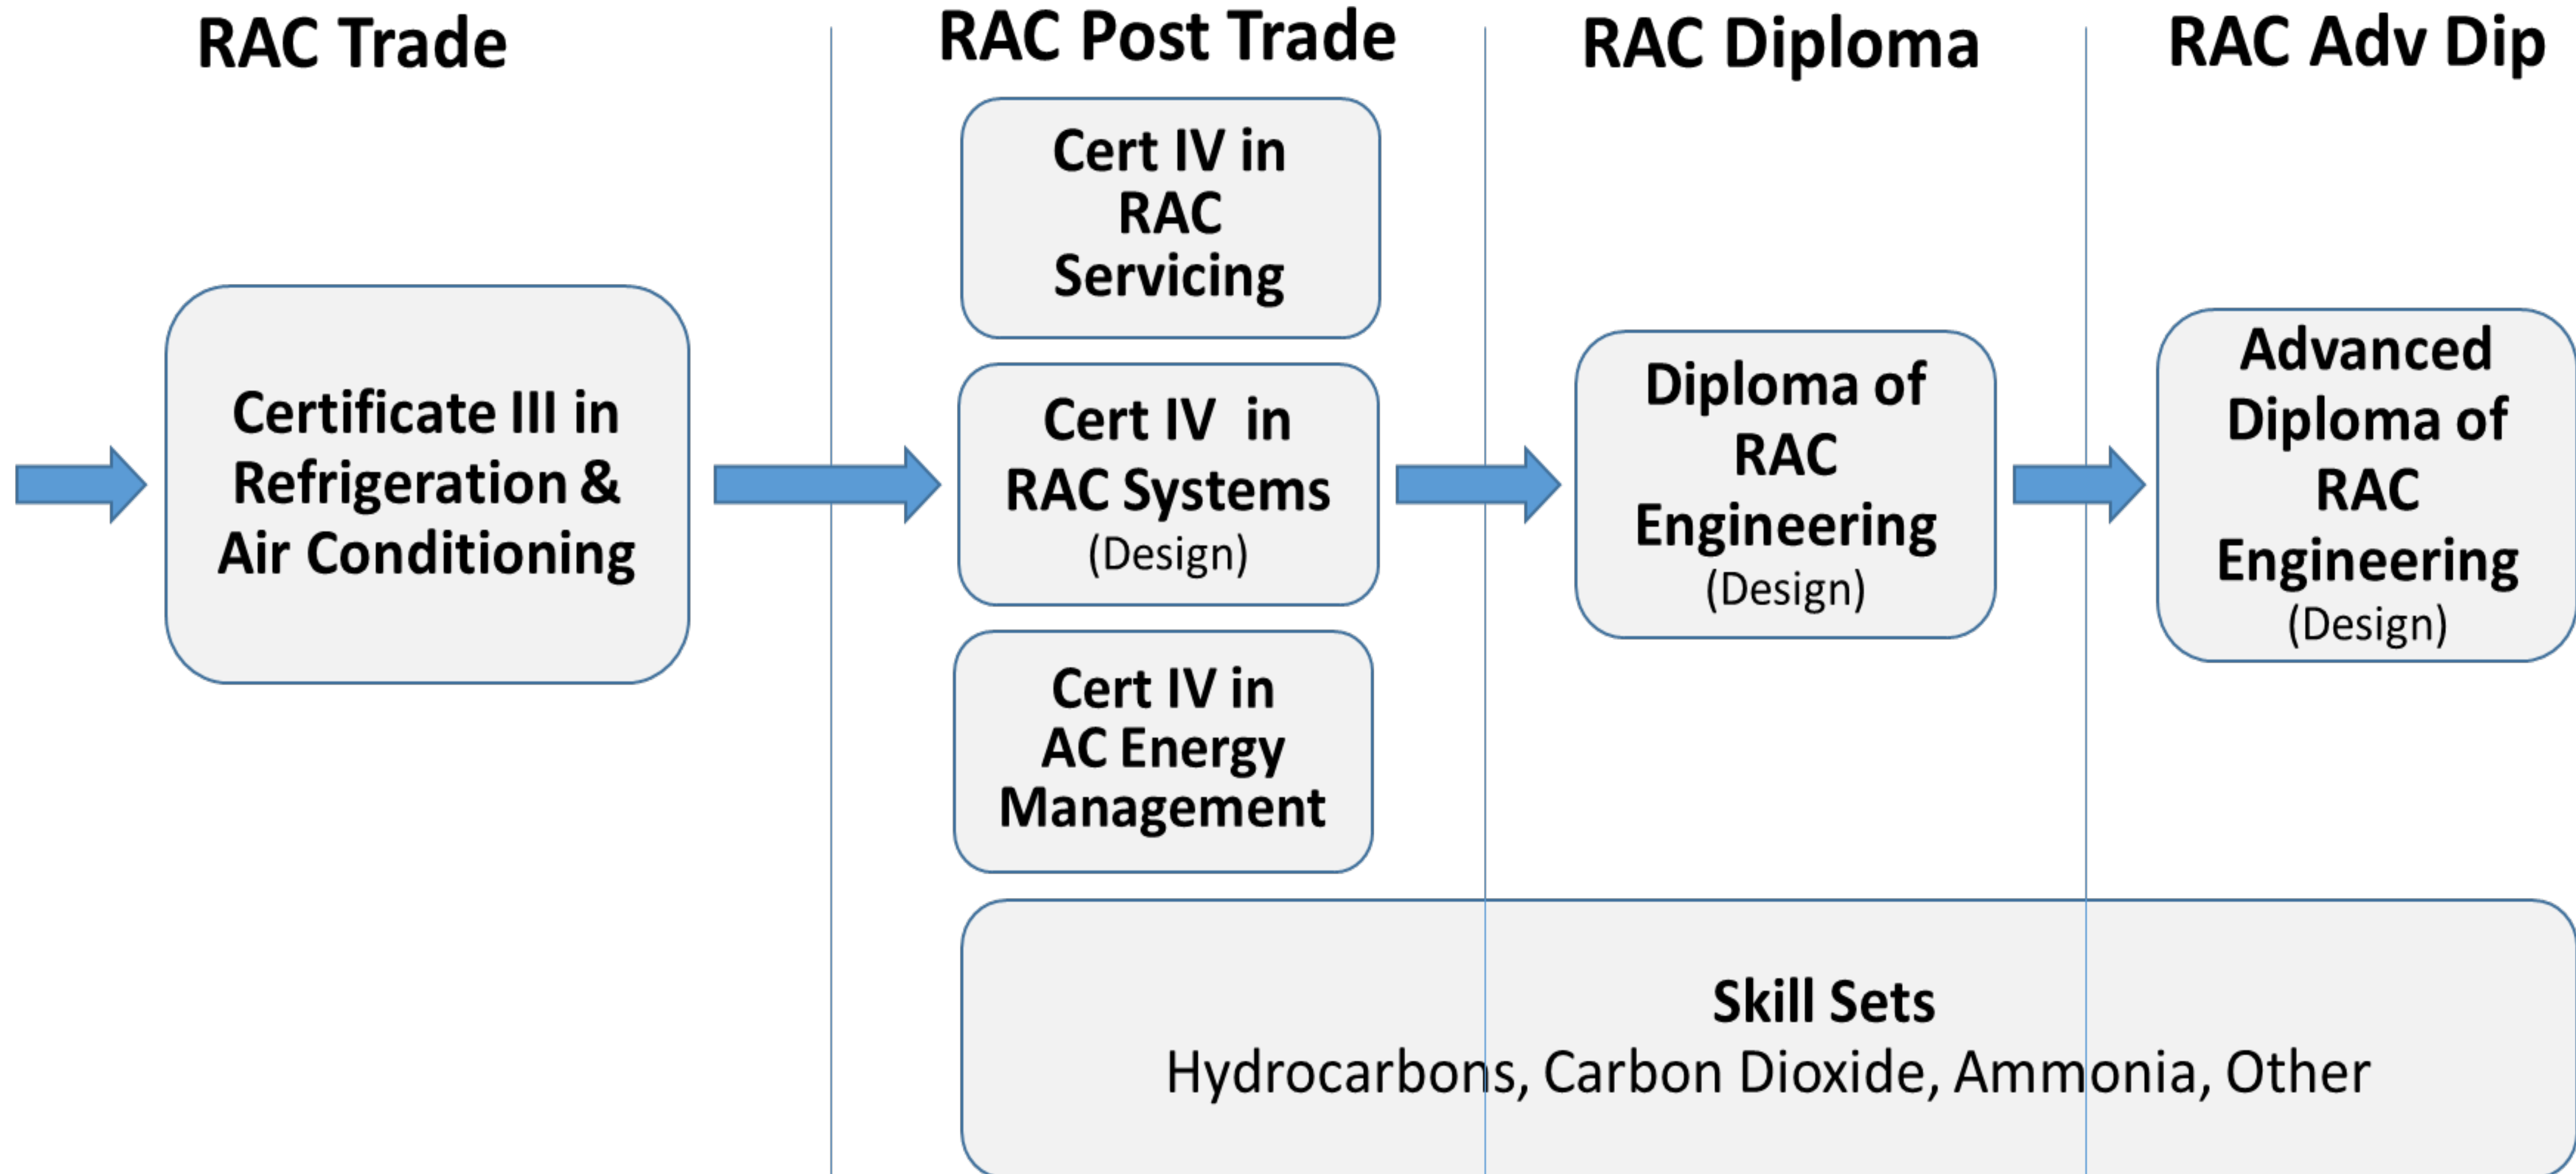 RAC Trade
RAC Post Trade
RAC Diploma
RAC Adv Dip
Certificate III in
Refrigeration &
Air Conditioning
Cert IV in
RAC
Servicing
Cert IV in
RAC Systems
(Design)
Cert IV in
AC Energy
Management
Diploma of
RAC
Engineering
(Design)
Advanced
Diploma of
RAC
Engineering
(Design)
Skill Sets
Hydrocarbons, Carbon Dioxide, Ammonia, Other